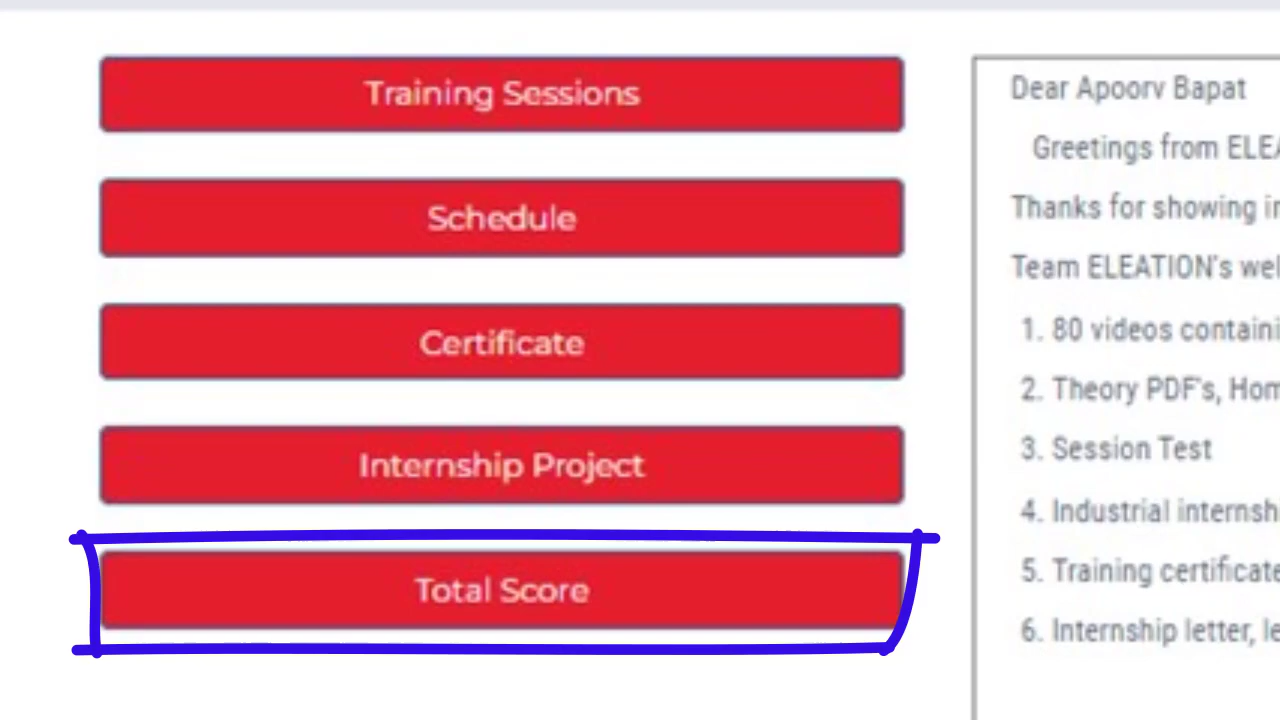 Training Sessions
Schedule
Certificate
Internship Project
Total Score
Dear Apoorv Bapat
Greetings from
Thanks for showing
Team ELEATION's
1. 80 videos
2. Theory PDF's,
3. Session Test
4. Industrial
5. Training certificate
6. Internship letter,